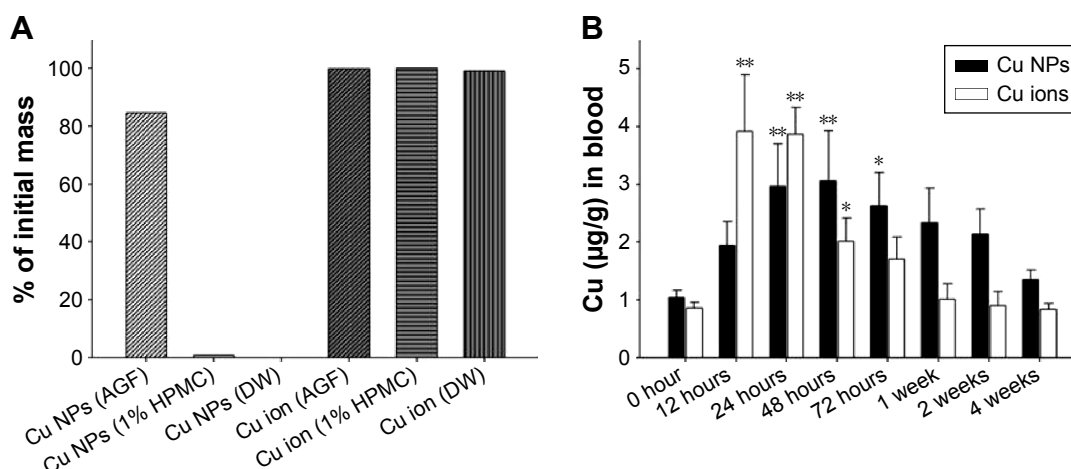 A
% of initial mass
100
80
60
40
20
0
Cu NPs (AGF)
Cu NPs (1% HPMC)
Cu NPs (DW)
Cu ion (AGF)
Cu ion (1% HPMC)
Cu ion (DW)
B
Cu (µg/g) in blood
5
4
3
2
1
0
Cu NPs
Cu ions
**
**
**
**
*
*
0 hour
12 hours
24 hours
48 hours
72 hours
1 week
2 weeks
4 weeks